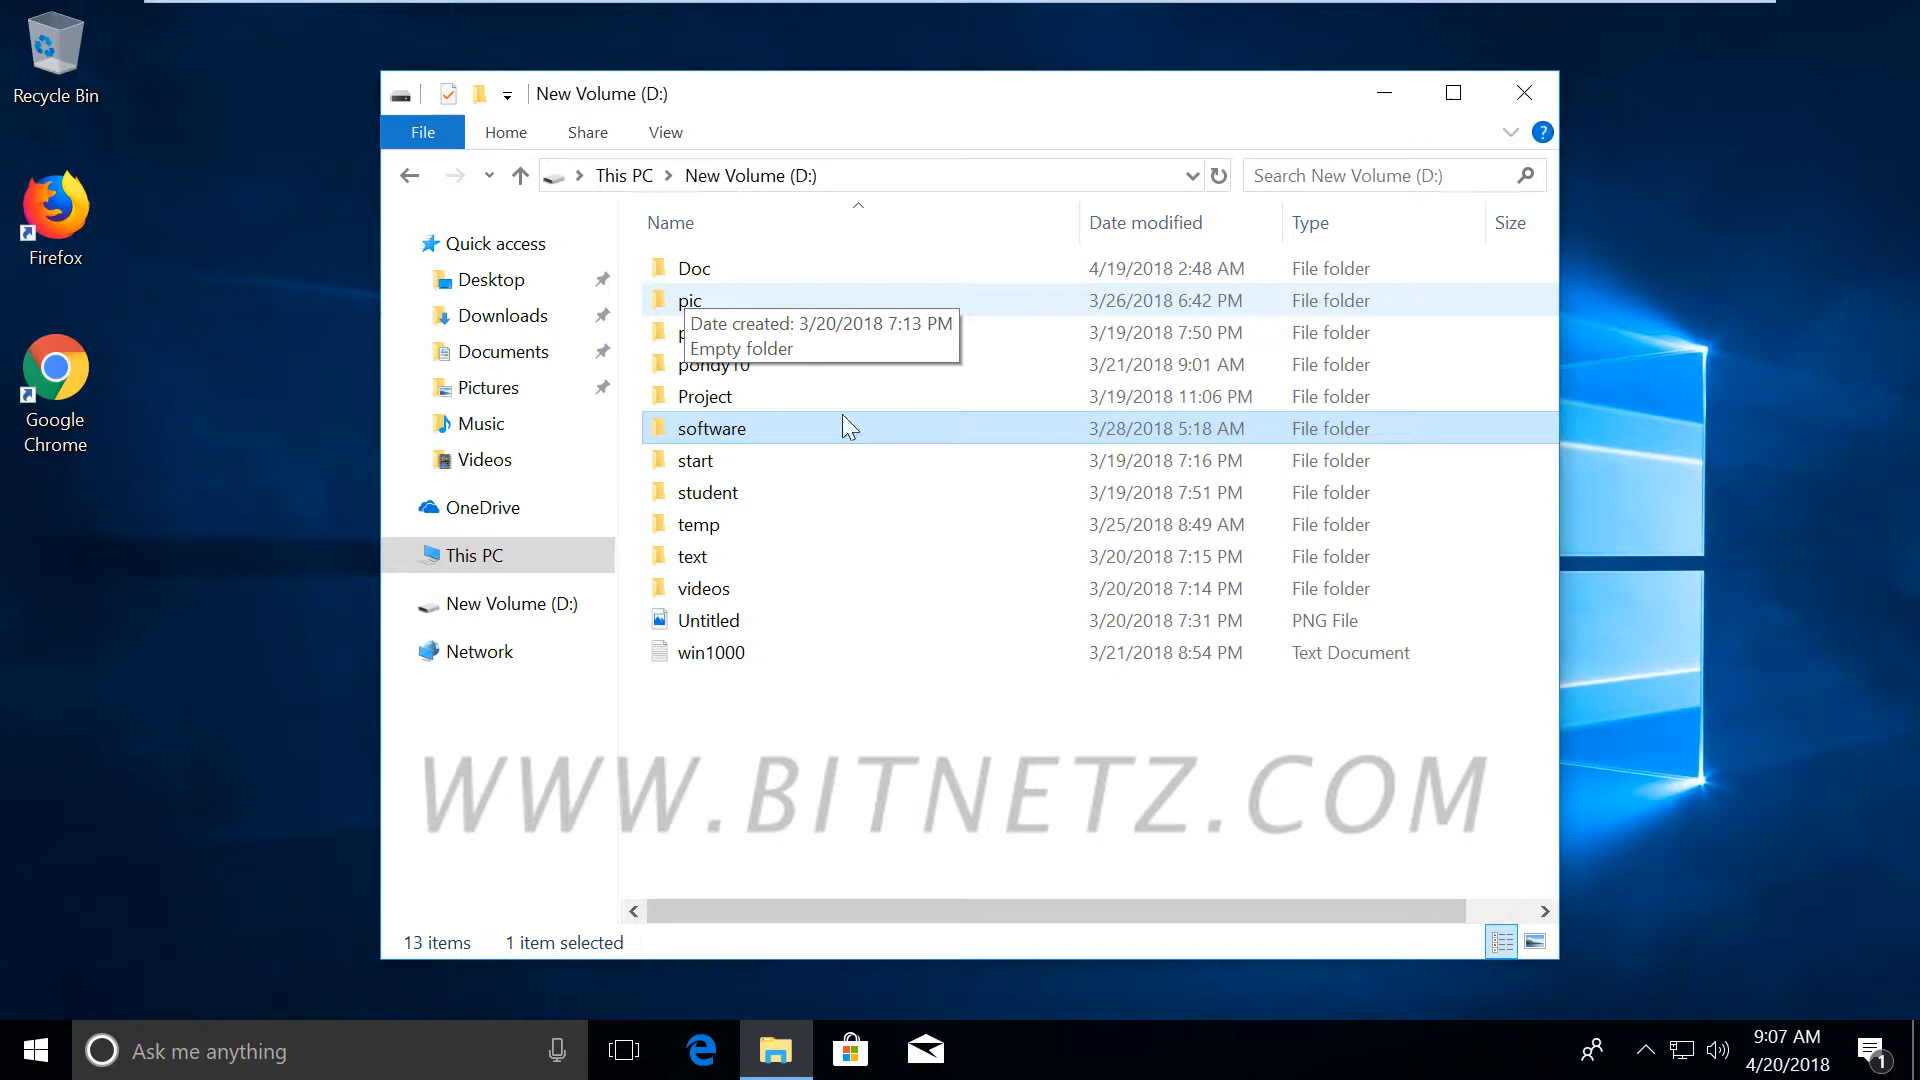 Recycle Bin
Firefox
Google
Chrome
New Volume (D:)
File Home Share View ?
This PC New Volume (D:) Search New Volume (D:)
Name Date modified Type Size
Quick access
Desktop
Downloads
Documents
Pictures
Music
Videos
OneDrive
This PC
New Volume (D:)
Network
Doc 4/19/2018 2:48 AM File folder
pic 3/26/2018 6:42 PM File folder
Date created: 3/20/2018 7:13 PM
Empty folder
3/19/2018 7:50 PM File folder
pondy10 3/21/2018 9:01 AM File folder
Project 3/19/2018 11:06 PM File folder
software 3/28/2018 5:18 AM File folder
start 3/19/2018 7:16 PM File folder
student 3/19/2018 7:51 PM File folder
temp 3/25/2018 8:49 AM File folder
text 3/20/2018 7:15 PM File folder
videos 3/20/2018 7:14 PM File folder
Untitled 3/20/2018 7:31 PM PNG File
win1000 3/21/2018 8:54 PM Text Document
WWW.BITNETZ.COM
13 items 1 item selected
Ask me anything
9:07 AM
4/20/2018
1